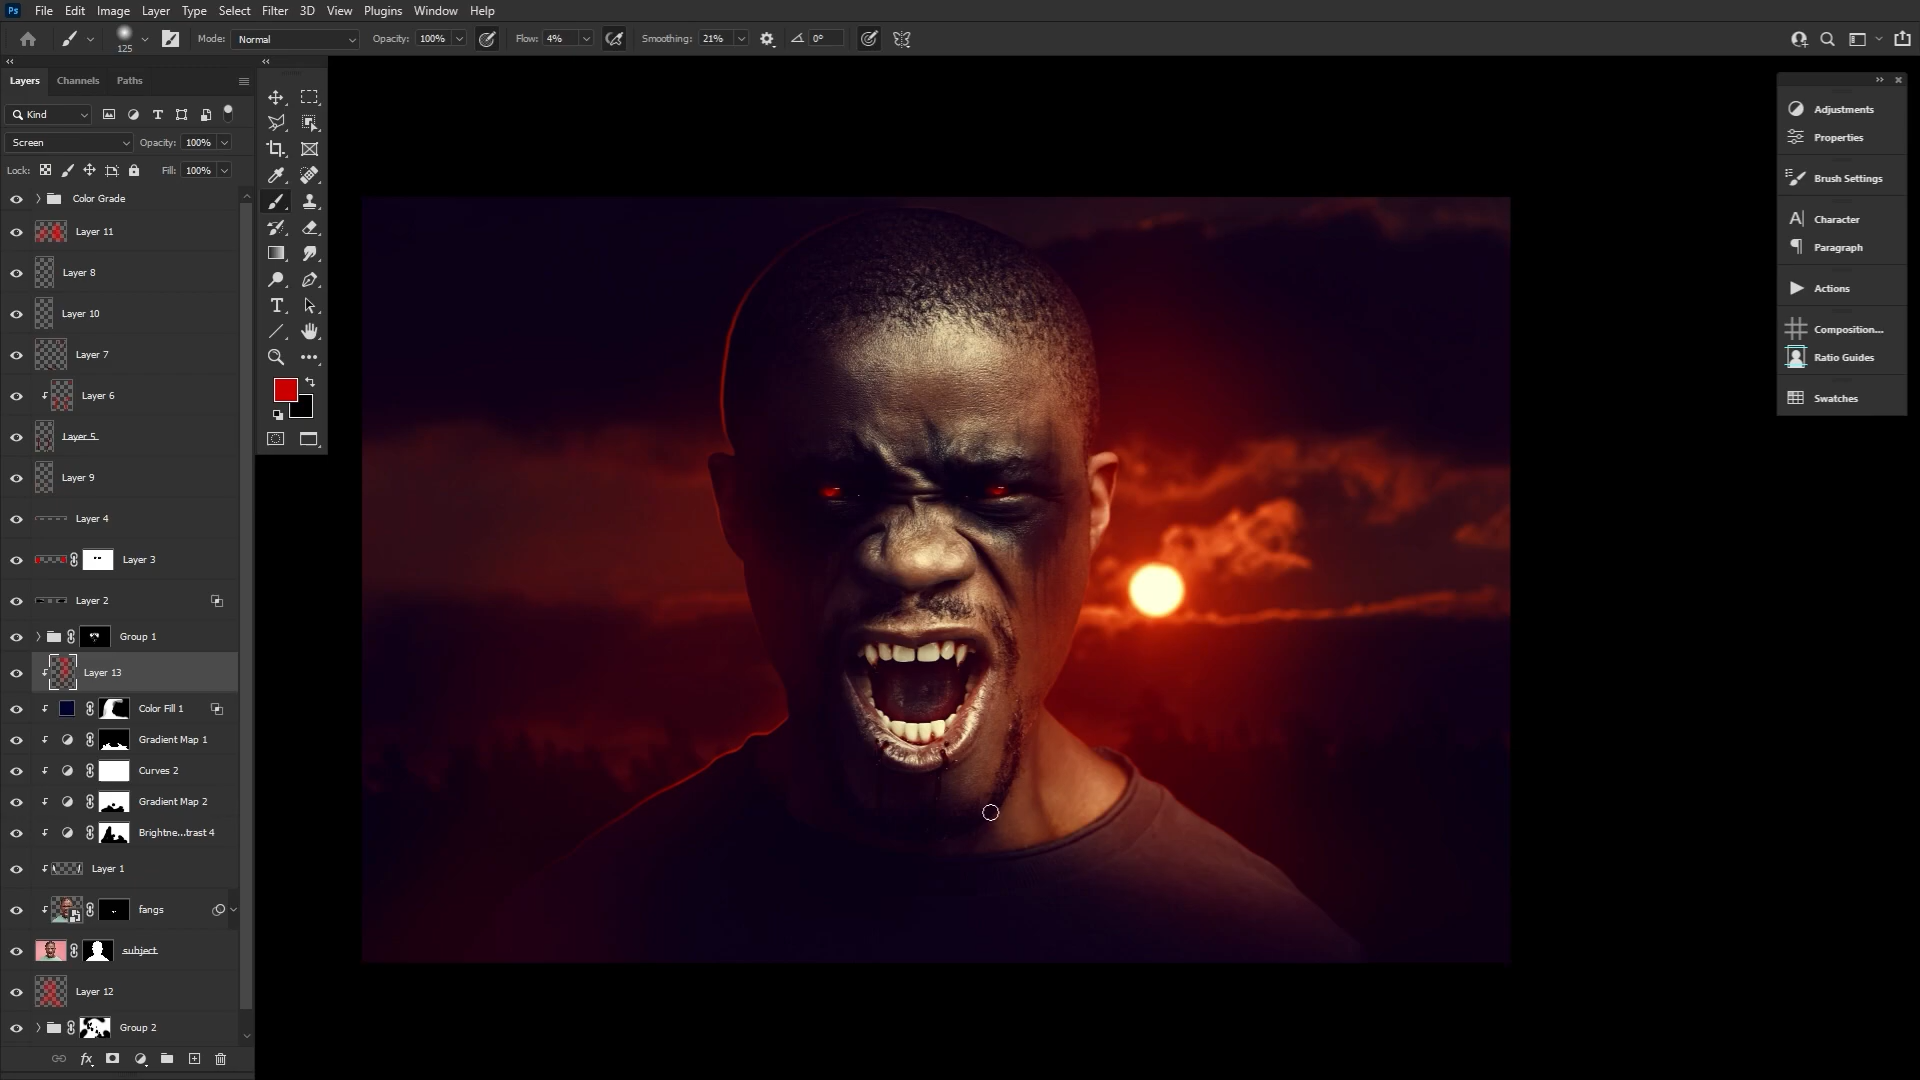 Ps File Edit Image Layer Type Select Filter 3D View Plugins Window Help
125 Mode: Normal Opacity: 100% Flow: 4% Smoothing: 21% 0°
Layers Channels Paths
Kind
Screen Opacity: 100%
Lock: Fill: 100%
Color Grade
Layer 11
Layer 8
Layer 10
Layer 7
Layer 6
Layer 5
Layer 9
Layer 4
Layer 3
Layer 2
Group 1
Layer 13
Color Fill 1
Gradient Map 1
Curves 2
Gradient Map 2
Brightne...trast 4
Layer 1
fangs
subject
Layer 12
Group 2
fx
Adjustments
Properties
Brush Settings
Character
Paragraph
Actions
Composition...
Ratio Guides
Swatches